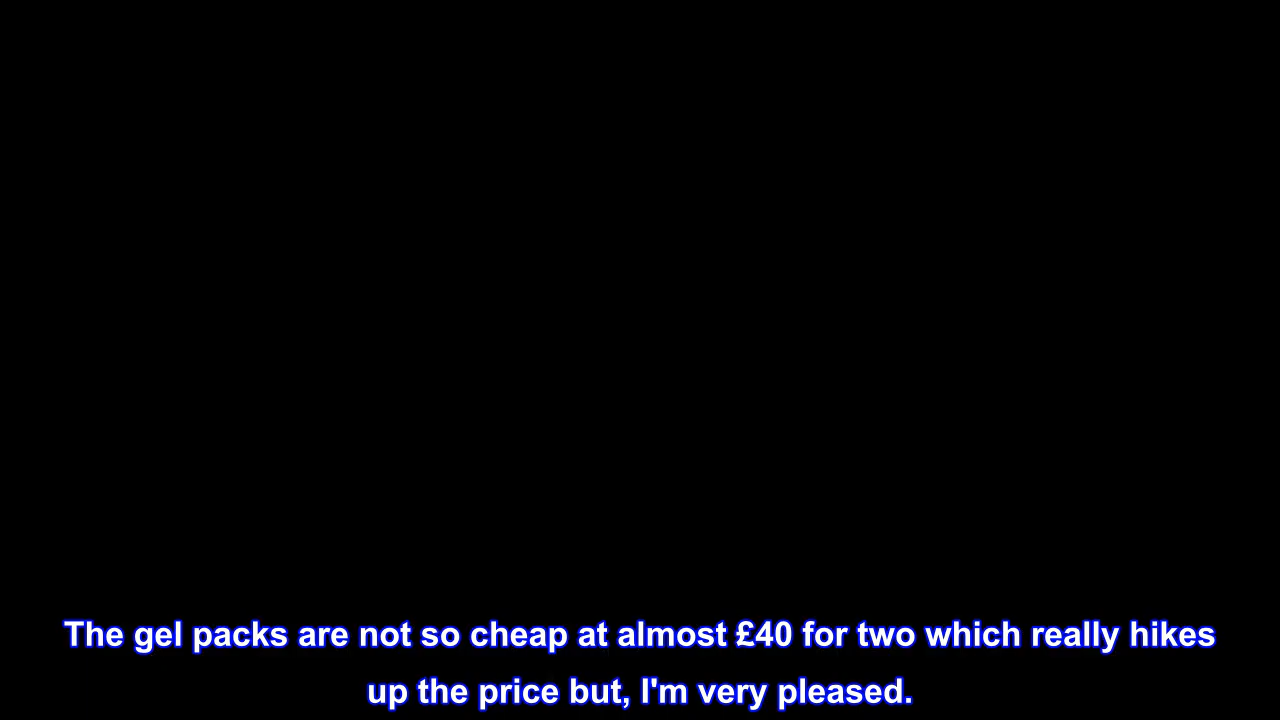 The gel packs are not so cheap at almost £40 for two which really hikes
up the price but, I'm very pleased.